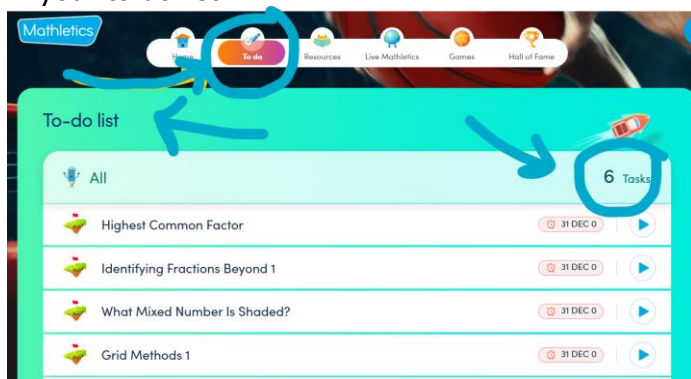 Mathletics
Home To do Resources Live Mathletics Games Hall of Fame
To-do list
All 6 Tasks
Highest Common Factor 31 DEC 0
Identifying Fractions Beyond 1 31 DEC 0
What Mixed Number Is Shaded? 31 DEC 0
Grid Methods 1 31 DEC 0